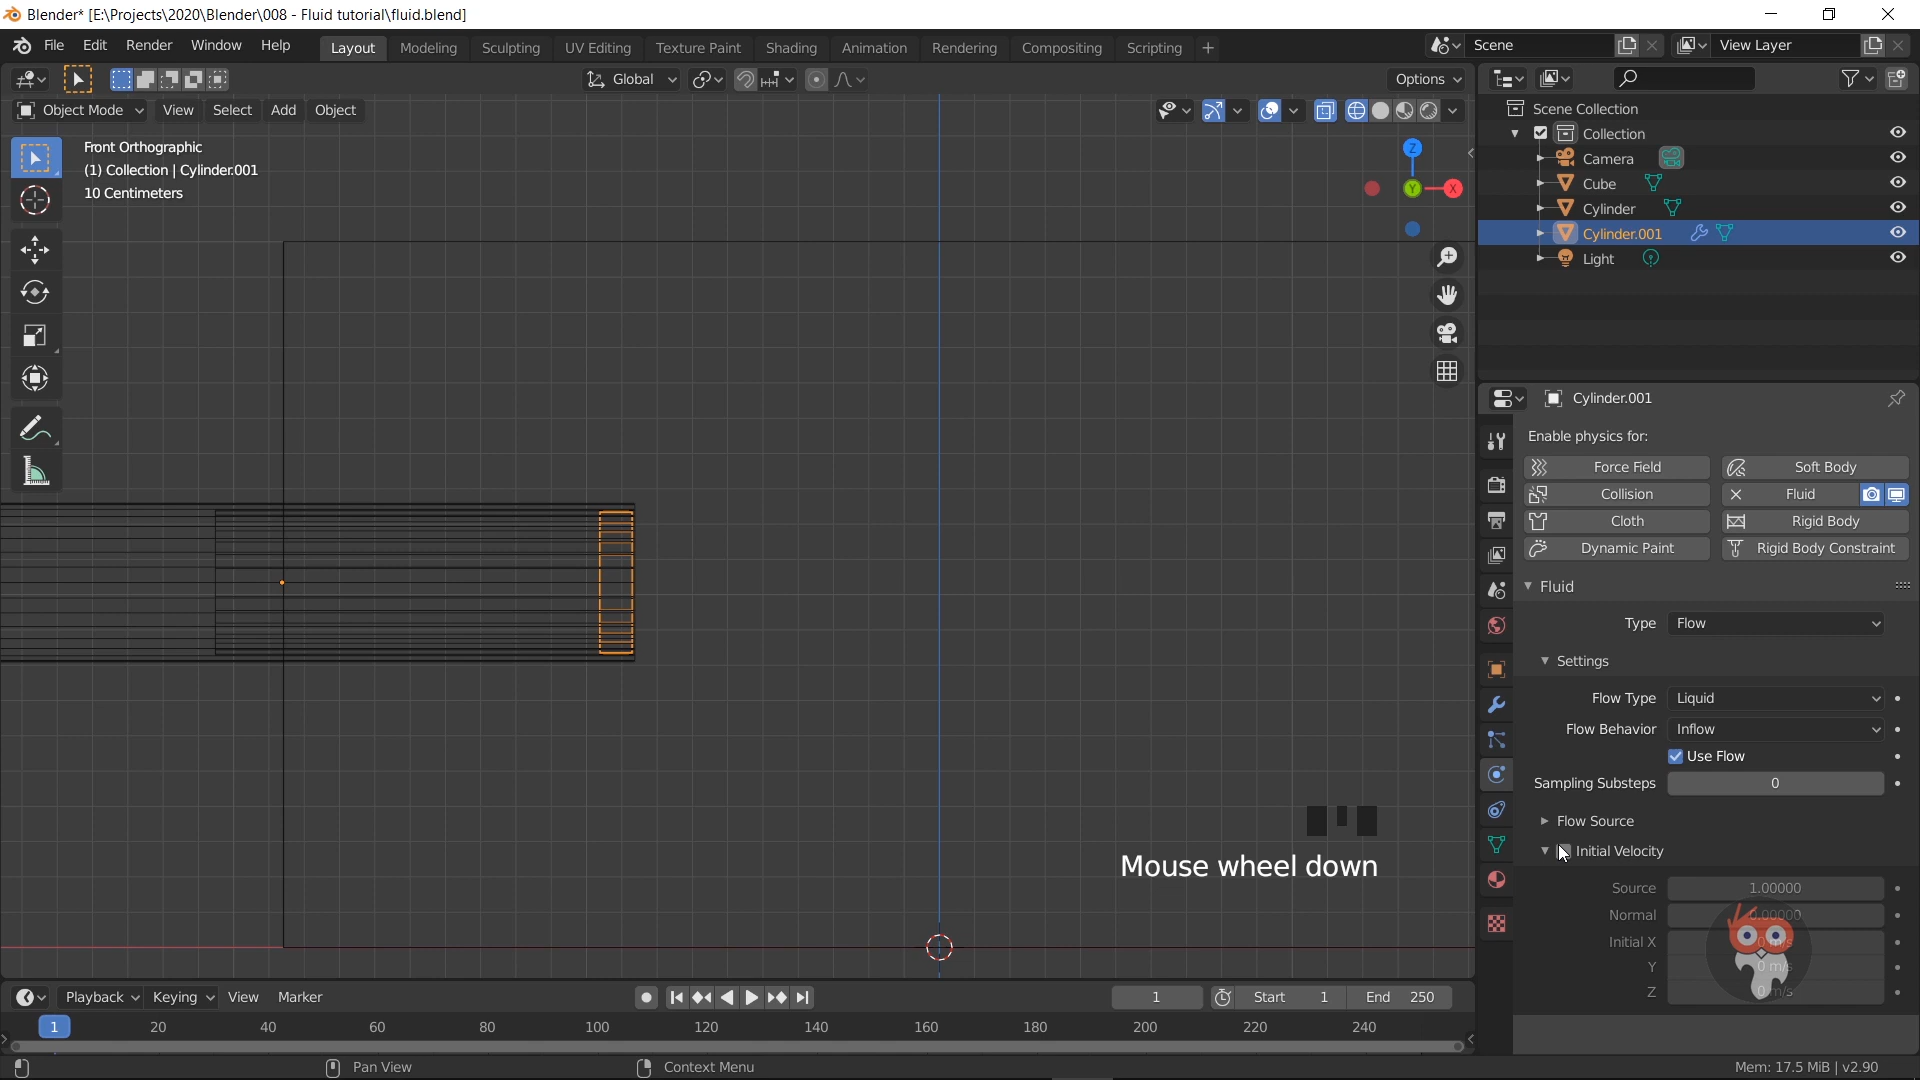 Blender* [E:\Projects\2020\Blender\008 - Fluid tutorial\fluid.blend]
File Edit Render Window Help Layout Modeling Sculpting UV Editing Texture Paint Shading Animation Rendering Compositing Scripting + Scene View Layer
Global Options
Object Mode View Select Add Object
Front Orthographic
(1) Collection | Cylinder.001
10 Centimeters
Z
Y
X
Scene Collection
Collection
Camera
Cube
Cylinder
Cylinder.001
Light
Cylinder.001
Enable physics for:
Force Field Soft Body
Collision Fluid
Cloth Rigid Body
Dynamic Paint Rigid Body Constraint
Fluid
Type Flow
Settings
Flow Type Liquid
Flow Behavior Inflow
Use Flow
Sampling Substeps 0
Flow Source
Initial Velocity
Source 1.00000
Normal 0.00000
Initial X 0 m/s
Y 0 m/s
Z 0 m/s
Mouse wheel down
Playback Keying View Marker 1 Start 1 End 250
1 20 40 60 80 100 120 140 160 180 200 220 240
Pan View Context Menu Mem: 17.5 MiB | v2.90